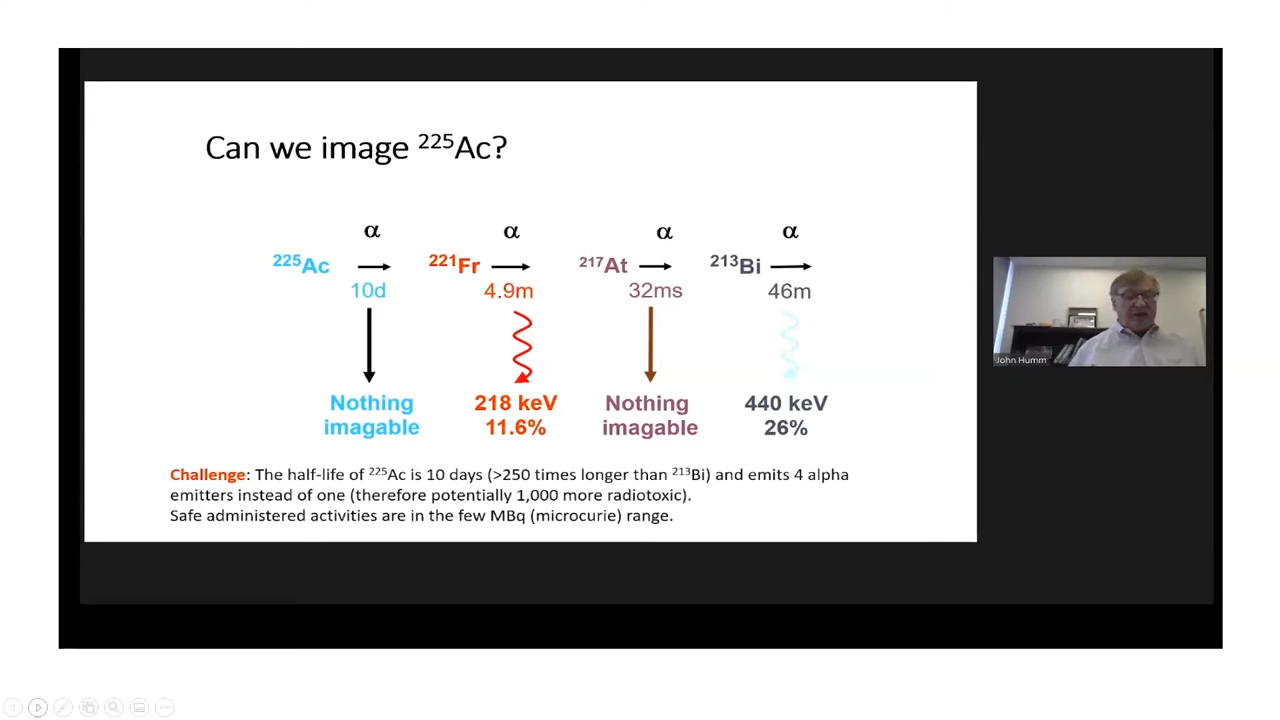 Can we image ²²⁵Ac?
α α α α
²²⁵Ac ²²¹Fr ²¹⁷At ²¹³Bi
10d 4.9m 32ms 46m
Nothing imagable
218 keV 11.6%
Nothing imagable
440 keV 26%
Challenge: The half-life of ²²⁵Ac is 10 days (>250 times longer than ²¹³Bi) and emits 4 alpha
emitters instead of one (therefore potentially 1,000 more radiotoxic).
Safe administered activities are in the few MBq (microcurie) range.
John Humm